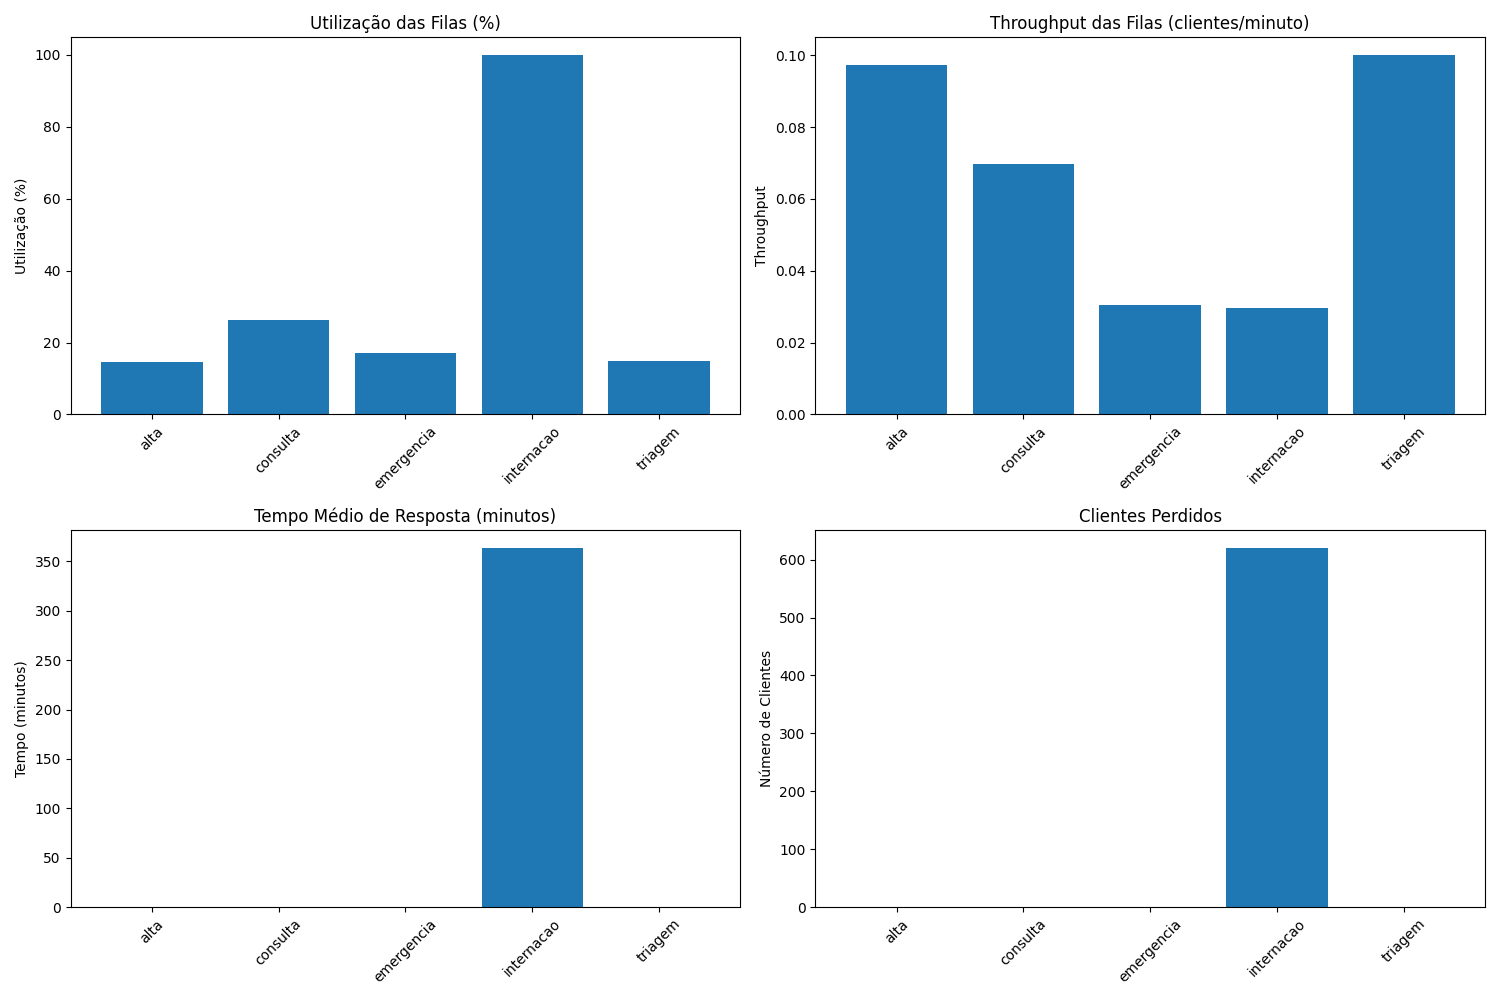 Utilização das Filas (%)
Utilização (%)
100
80
60
40
20
0
alta
consulta
emergencia
internacao
triagem
Throughput das Filas (clientes/minuto)
Throughput
0.10
0.08
0.06
0.04
0.02
0.00
alta
consulta
emergencia
internacao
triagem
Tempo Médio de Resposta (minutos)
Tempo (minutos)
350
300
250
200
150
100
50
0
alta
consulta
emergencia
internacao
triagem
Clientes Perdidos
Número de Clientes
600
500
400
300
200
100
0
alta
consulta
emergencia
internacao
triagem